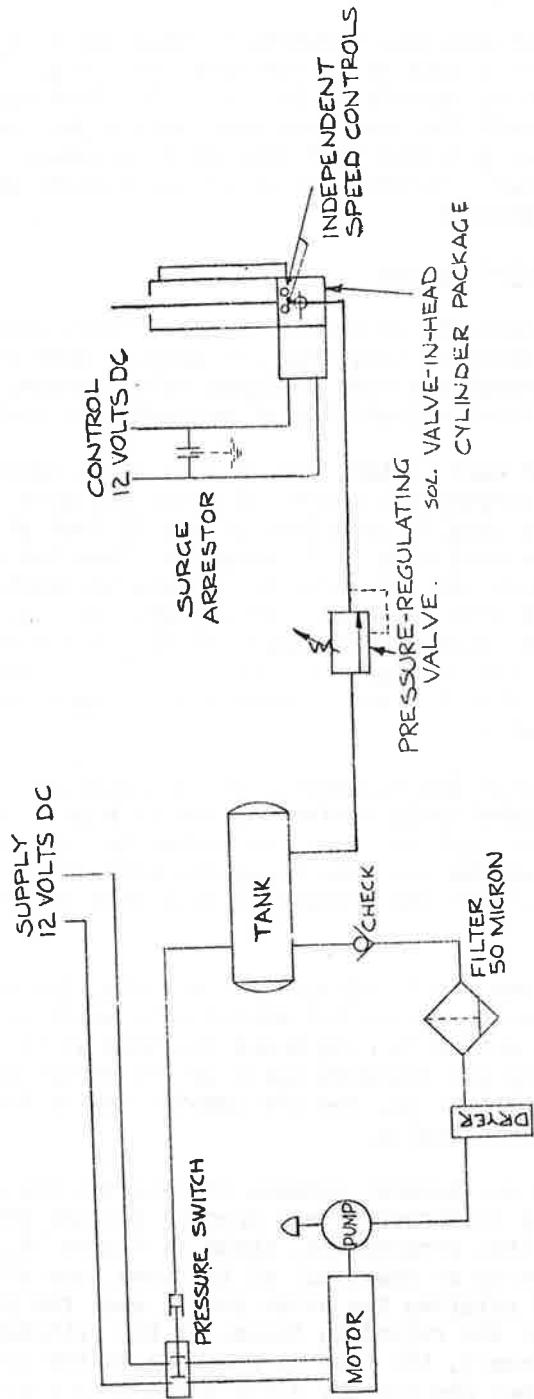 SUPPLY
12 VOLTS DC
CONTROL
12 VOLTS DC
SURGE
ARRESTOR
INDEPENDENT
SPEED CONTROLS
PRESSURE SWITCH
TANK
CHECK
PRESSURE-REGULATING
VALVE.
SOL. VALVE-IN-HEAD
CYLINDER PACKAGE
MOTOR
PUMP
DRYER
FILTER
50 MICRON